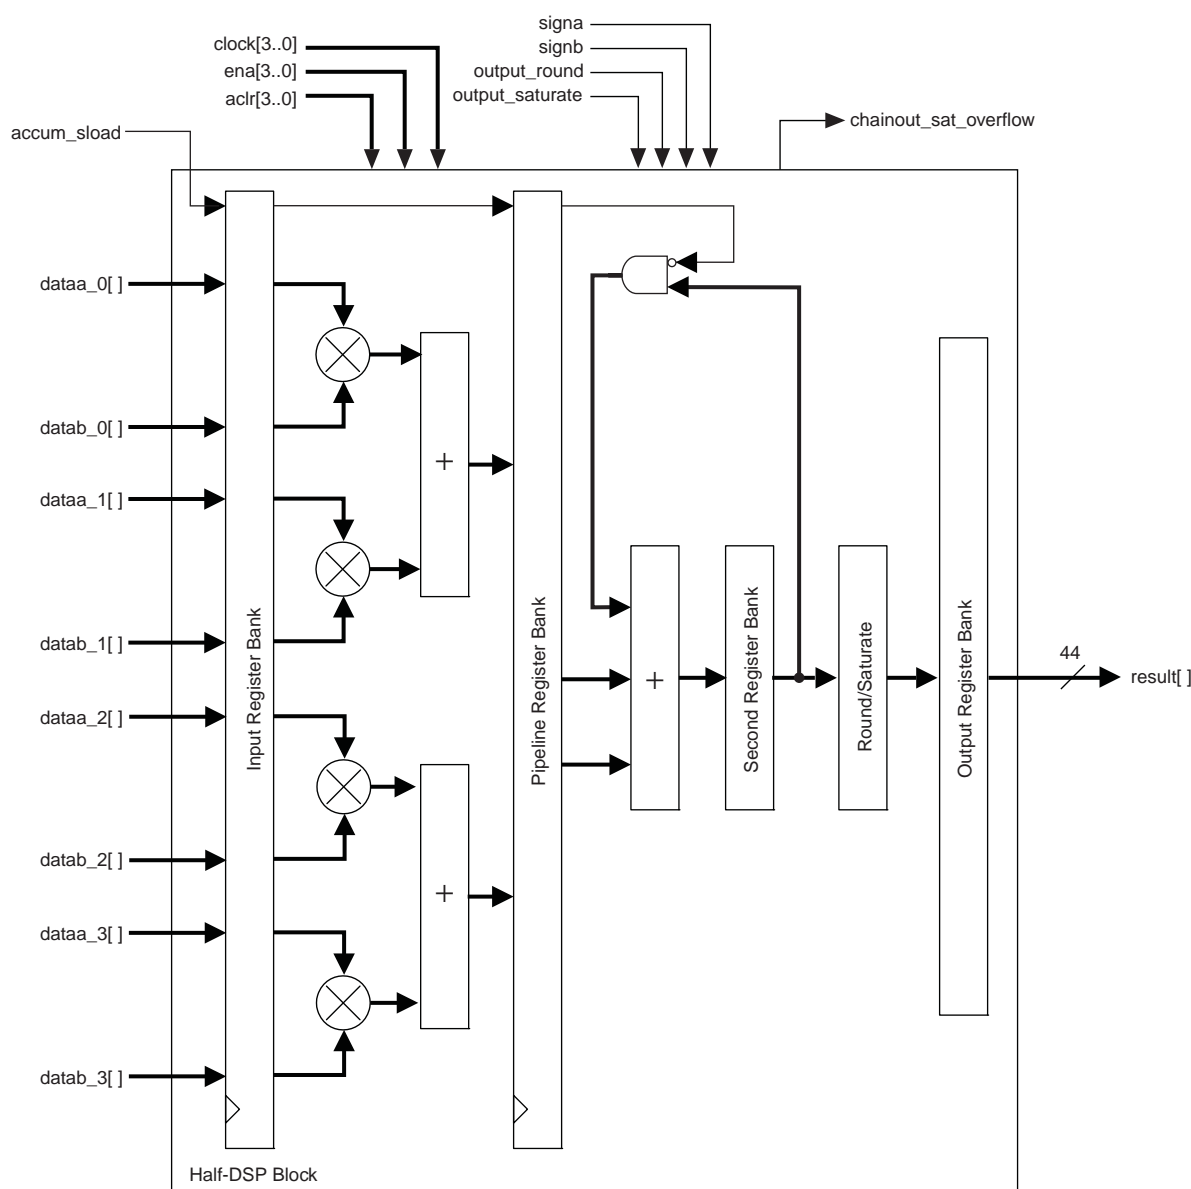 signa
clock[3..0]
signb
ena[3..0]
output_round
aclr[3..0]
output_saturate
accum_sload
chainout_sat_overflow
dataa_0[ ]
datab_0[ ]
+
dataa_1[ ]
Input Register Bank
Pipeline Register Bank
datab_1[ ]
+
Second Register Bank
Round/Saturate
Output Register Bank
44
result[ ]
dataa_2[ ]
datab_2[ ]
+
dataa_3[ ]
datab_3[ ]
Half-DSP Block